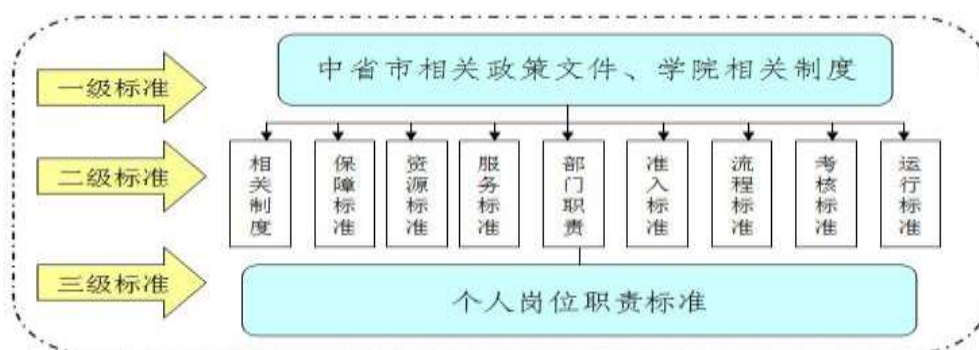 一级标准
中省市相关政策文件、学院相关制度
二级标准
相关制度
保障标准
资源标准
服务标准
部门职责
准入标准
流程标准
考核标准
运行标准
三级标准
个人岗位职责标准